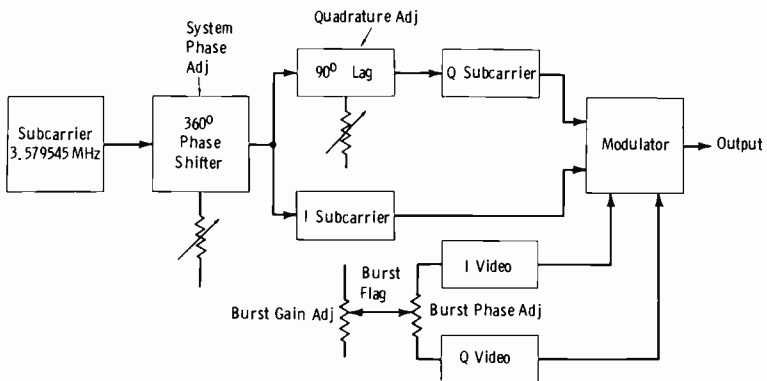 Quadrature Adj
System
Phase
Adj
90° Lag
Q Subcarrier
Subcarrier
3.579545 MHz
360°
Phase
Shifter
Modulator
Output
I Subcarrier
I Video
Burst
Flag
Burst Gain Adj
Burst Phase Adj
Q Video